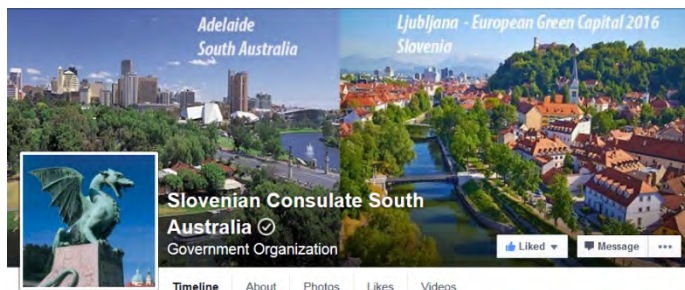 Adelaide
South Australia
Ljubljana - European Green Capital 2016
Slovenia
Slovenian Consulate South
Australia
Government Organization
Liked
Message
Timeline
About
Photos
Likes
Videos